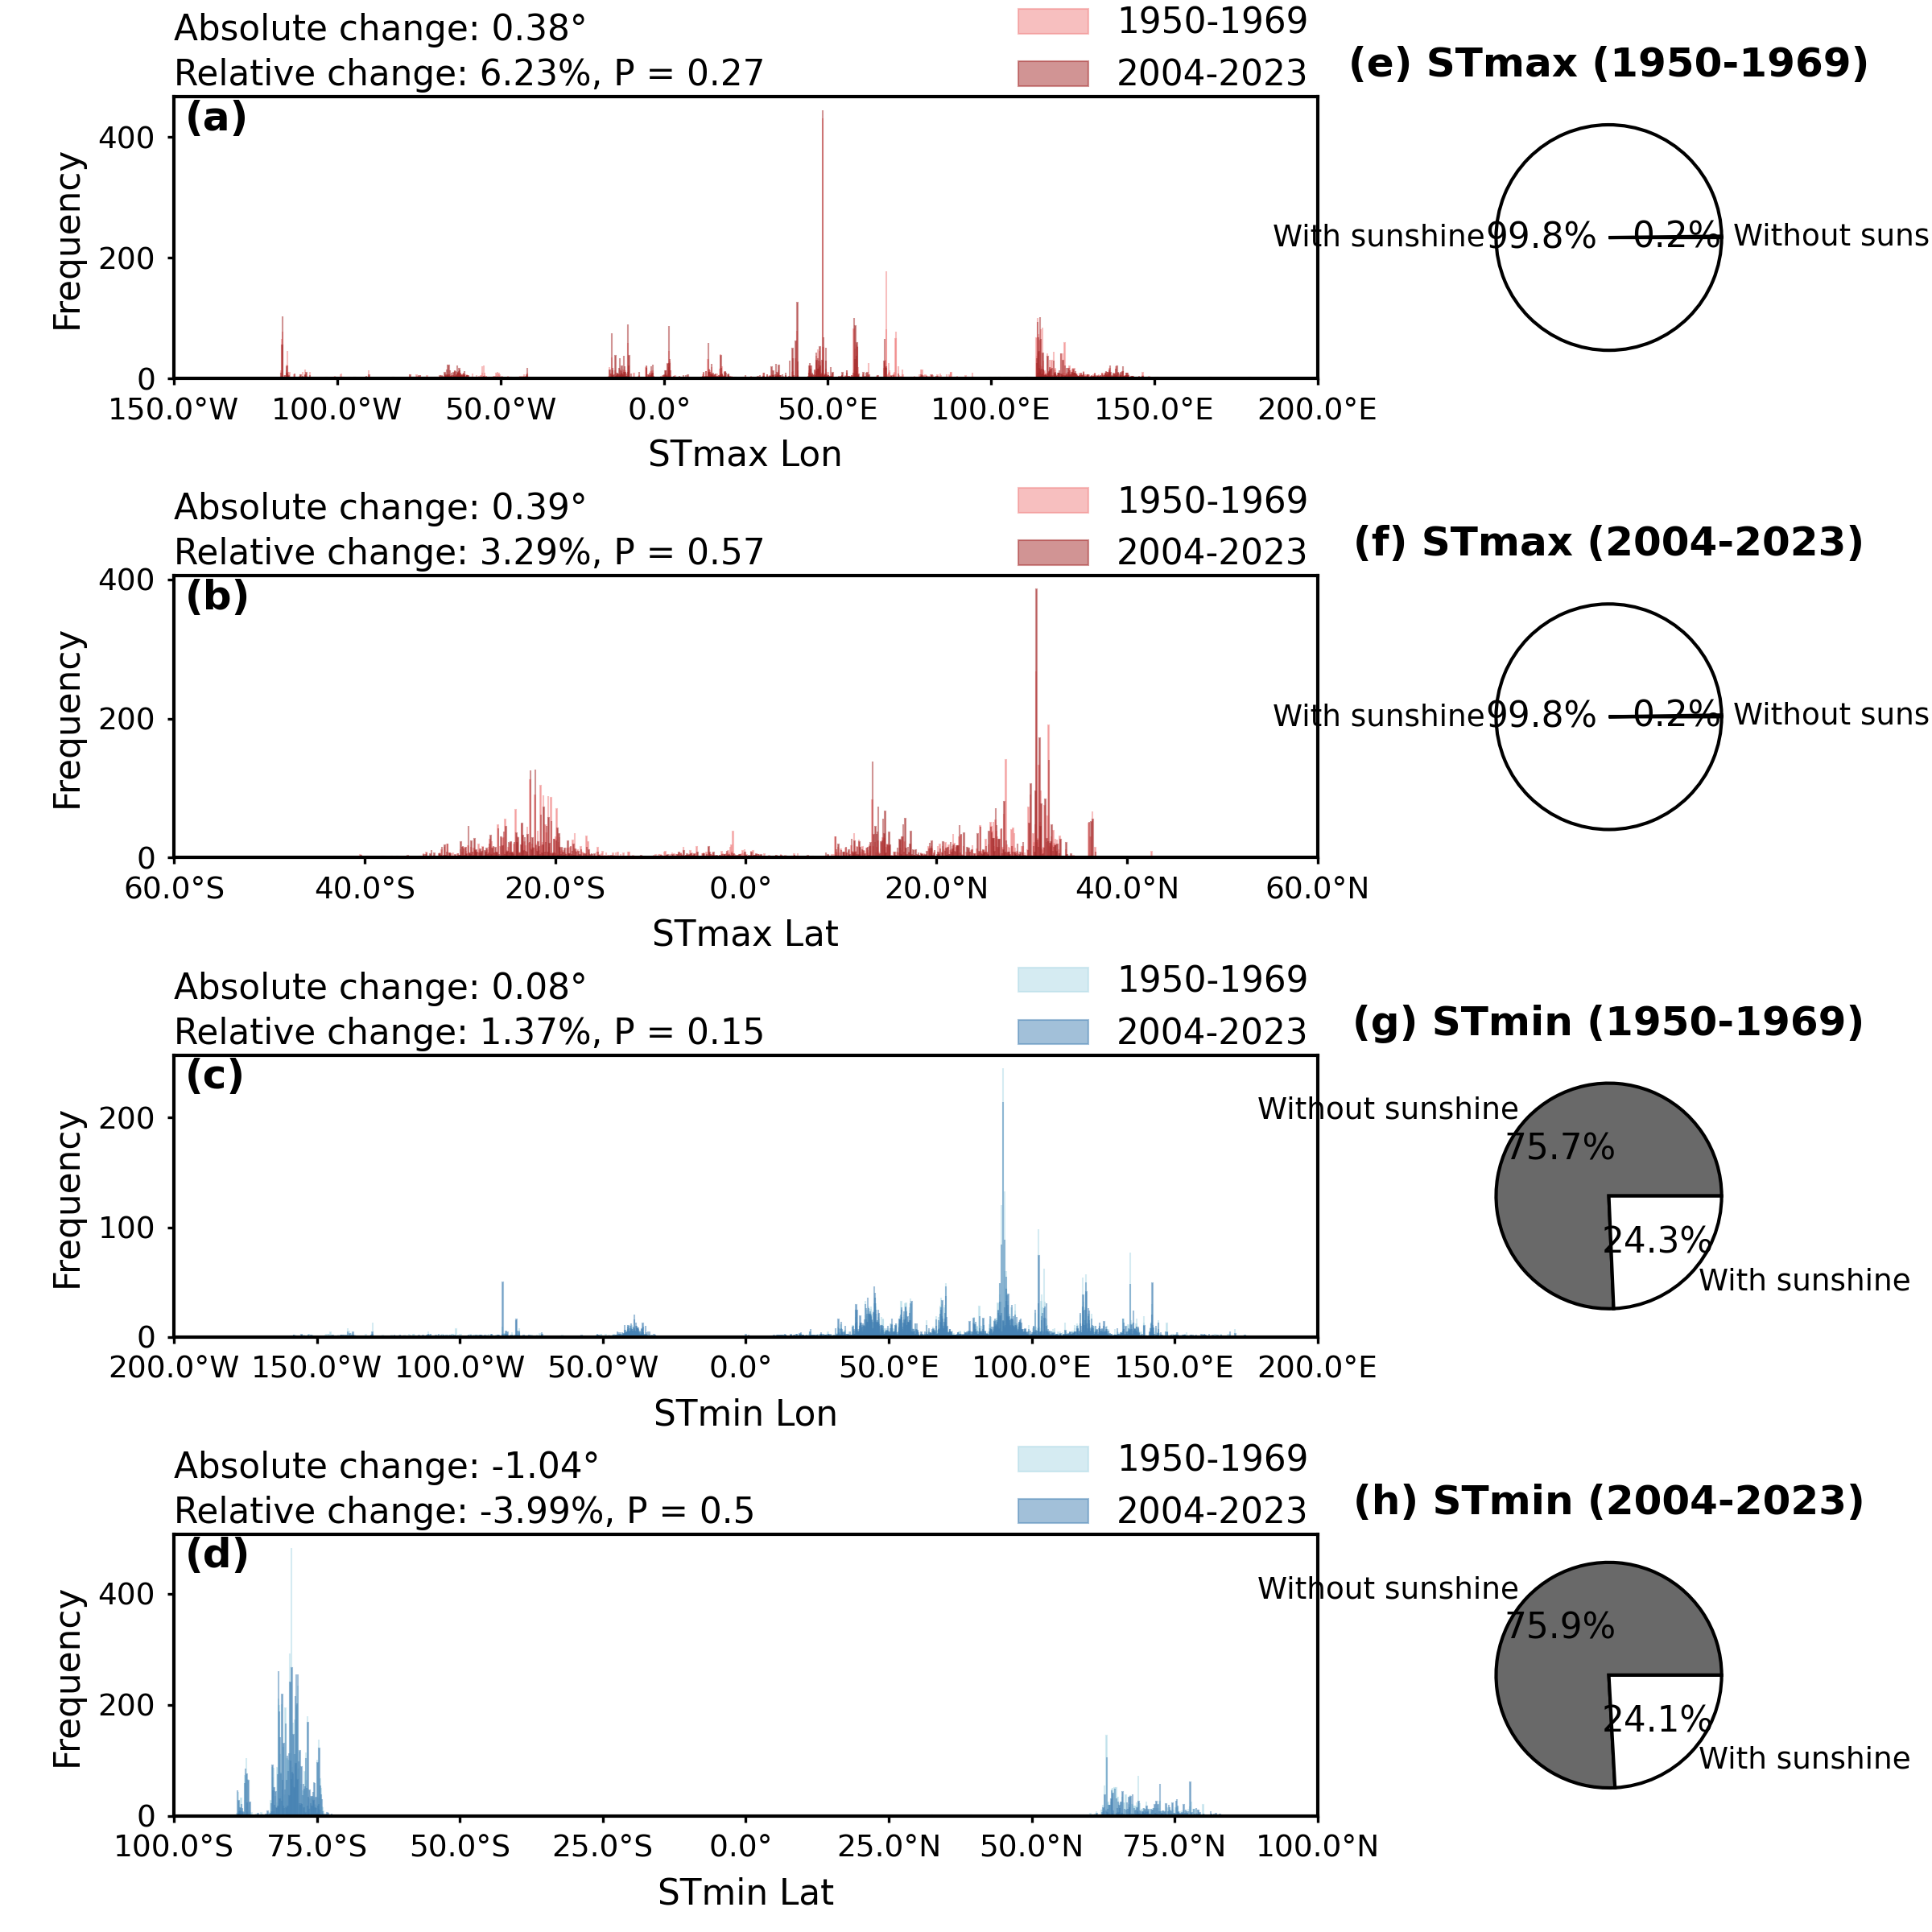 Absolute change: 0.38°
Relative change: 6.23%, P = 0.27
1950-1969
2004-2023
(a)
Frequency
400
200
0
150.0°W 100.0°W 50.0°W 0.0° 50.0°E 100.0°E 150.0°E 200.0°E
STmax Lon
(e) STmax (1950-1969)
With sunshine 99.8% 0.2% Without suns
Absolute change: 0.39°
Relative change: 3.29%, P = 0.57
1950-1969
2004-2023
(b)
Frequency
400
200
0
60.0°S 40.0°S 20.0°S 0.0° 20.0°N 40.0°N 60.0°N
STmax Lat
(f) STmax (2004-2023)
With sunshine 99.8% 0.2% Without suns
Absolute change: 0.08°
Relative change: 1.37%, P = 0.15
1950-1969
2004-2023
(c)
Frequency
200
100
0
200.0°W 150.0°W 100.0°W 50.0°W 0.0° 50.0°E 100.0°E 150.0°E 200.0°E
STmin Lon
(g) STmin (1950-1969)
Without sunshine
75.7%
24.3%
With sunshine
Absolute change: -1.04°
Relative change: -3.99%, P = 0.5
1950-1969
2004-2023
(d)
Frequency
400
200
0
100.0°S 75.0°S 50.0°S 25.0°S 0.0° 25.0°N 50.0°N 75.0°N 100.0°N
STmin Lat
(h) STmin (2004-2023)
Without sunshine
75.9%
24.1%
With sunshine